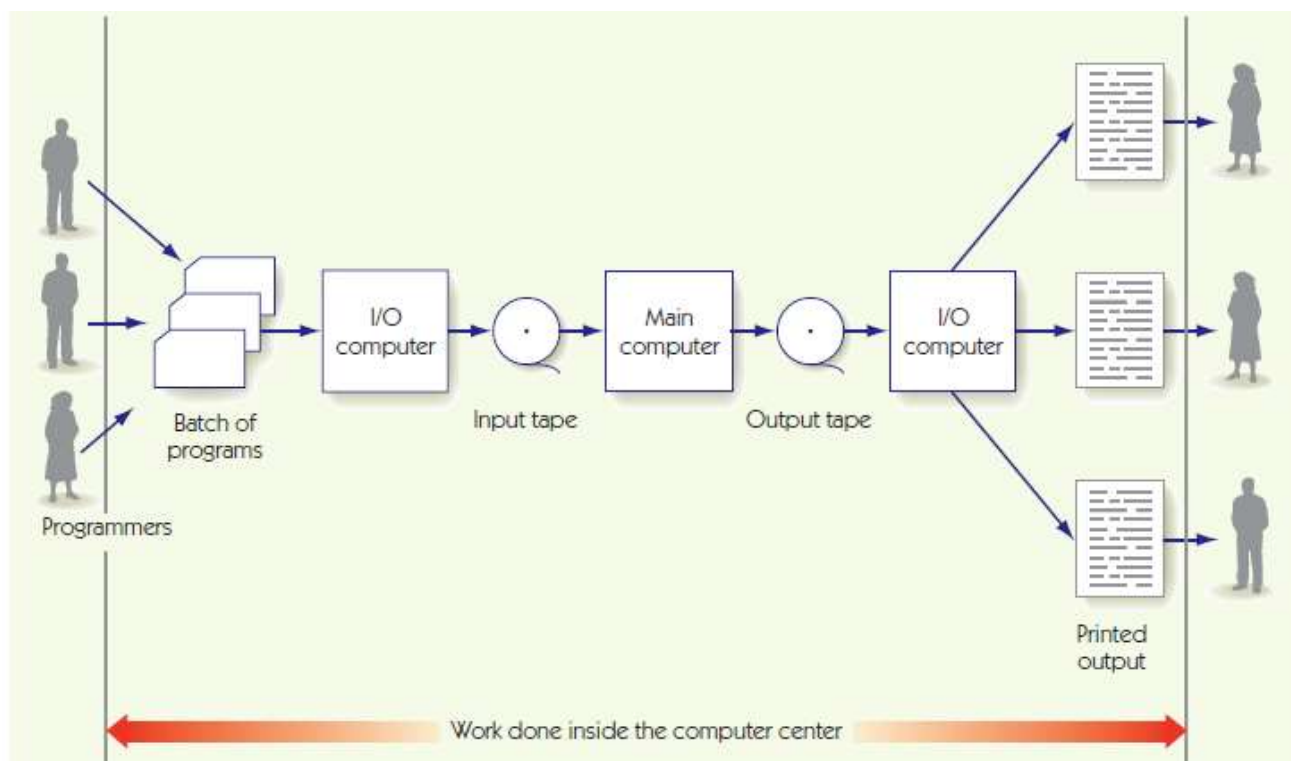 I/O
computer
Main
computer
I/O
computer
Batch of
programs
Input tape
Output tape
Programmers
Printed
output
Work done inside the computer center